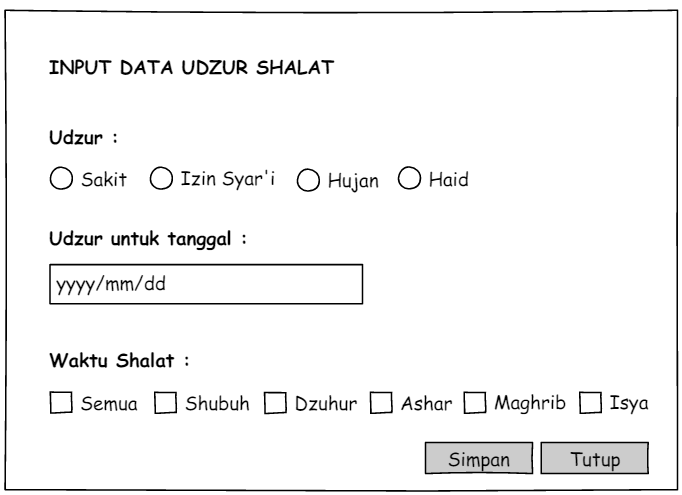 INPUT DATA UDZUR SHALAT
Udzur :
Sakit Izin Syar'i Hujan Haid
Udzur untuk tanggal :
yyyy/mm/dd
Waktu Shalat :
Semua Shubuh Dzuhur Ashar Maghrib Isya
Simpan Tutup